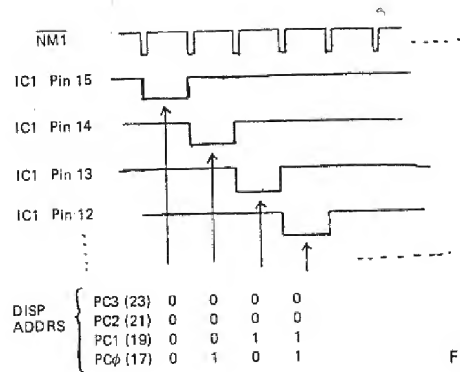 NM1
IC1 Pin 15
IC1 Pin 14
IC1 Pin 13
IC1 Pin 12
DISP ADDRS
PC3 (23) 0 0 0 0
PC2 (21) 0 0 0 0
PC1 (19) 0 0 1 1
PCφ (17) 0 1 0 1
F